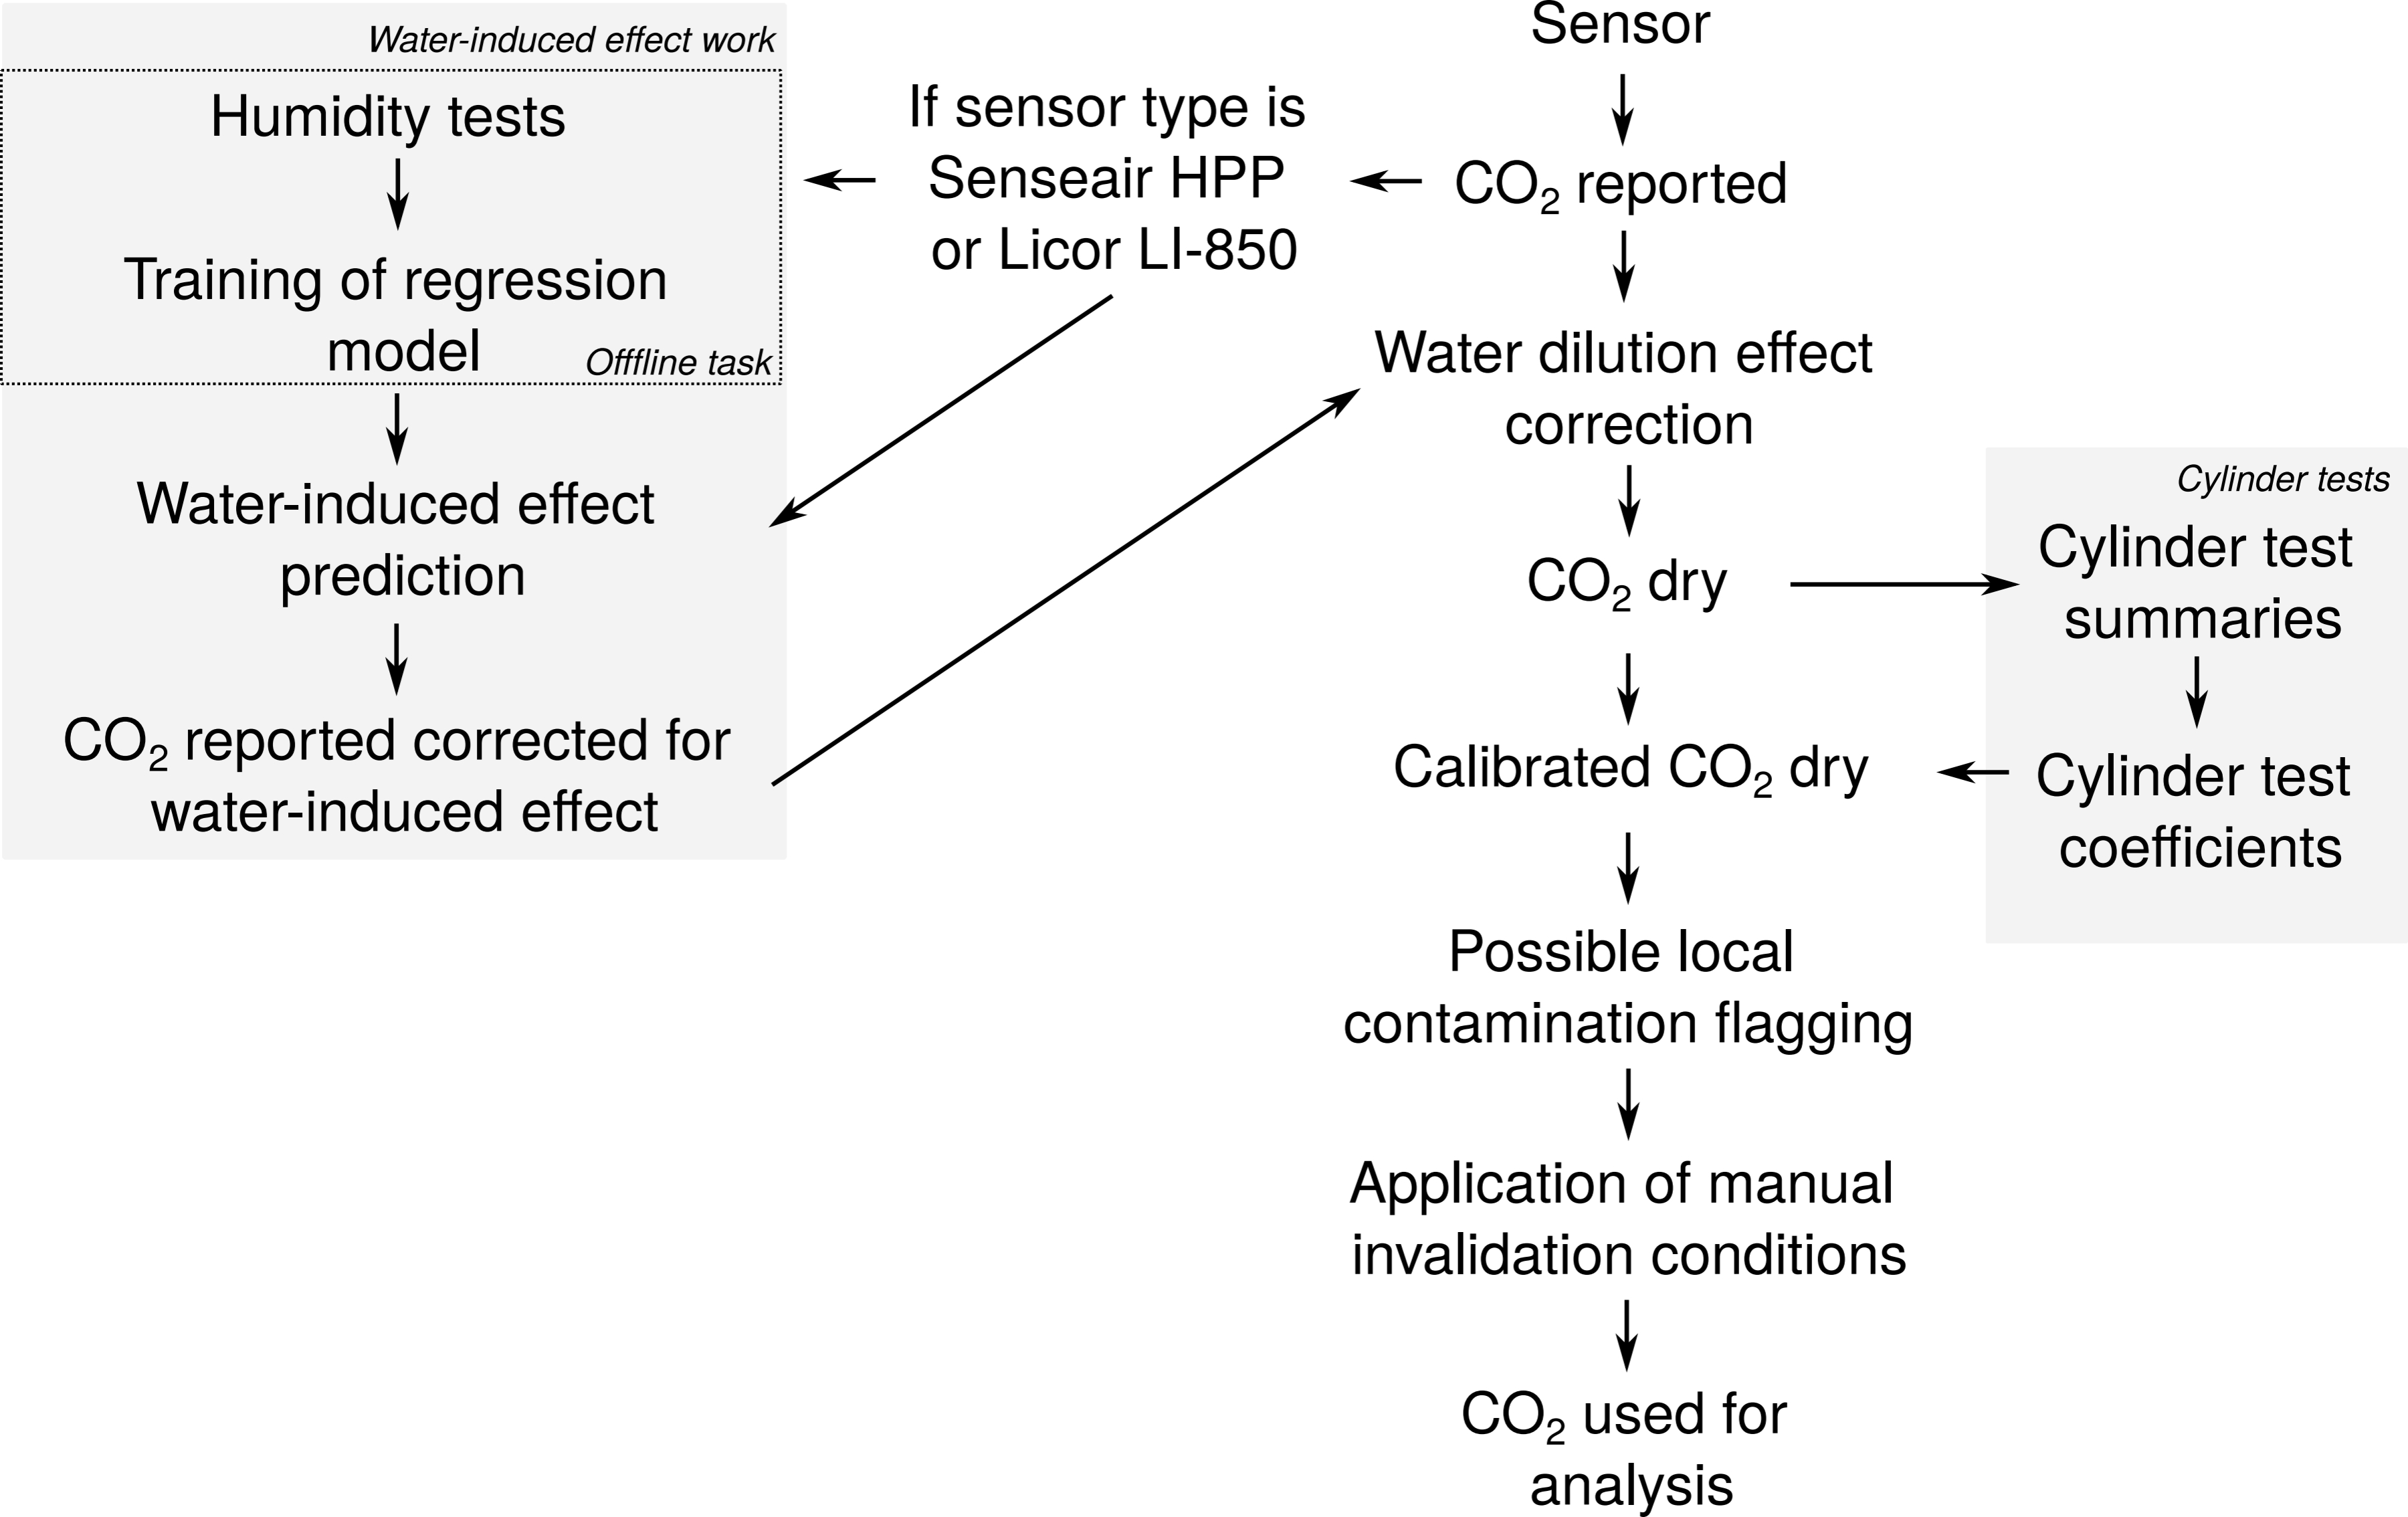 Water-induced effect work
Humidity tests
Training of regression
model
Offfline task
Water-induced effect
prediction
CO₂ reported corrected for
water-induced effect
If sensor type is
Senseair HPP
or Licor LI-850
Sensor
CO₂ reported
Water dilution effect
correction
CO₂ dry
Calibrated CO₂ dry
Possible local
contamination flagging
Application of manual
invalidation conditions
CO₂ used for
analysis
Cylinder tests
Cylinder test
summaries
Cylinder test
coefficients